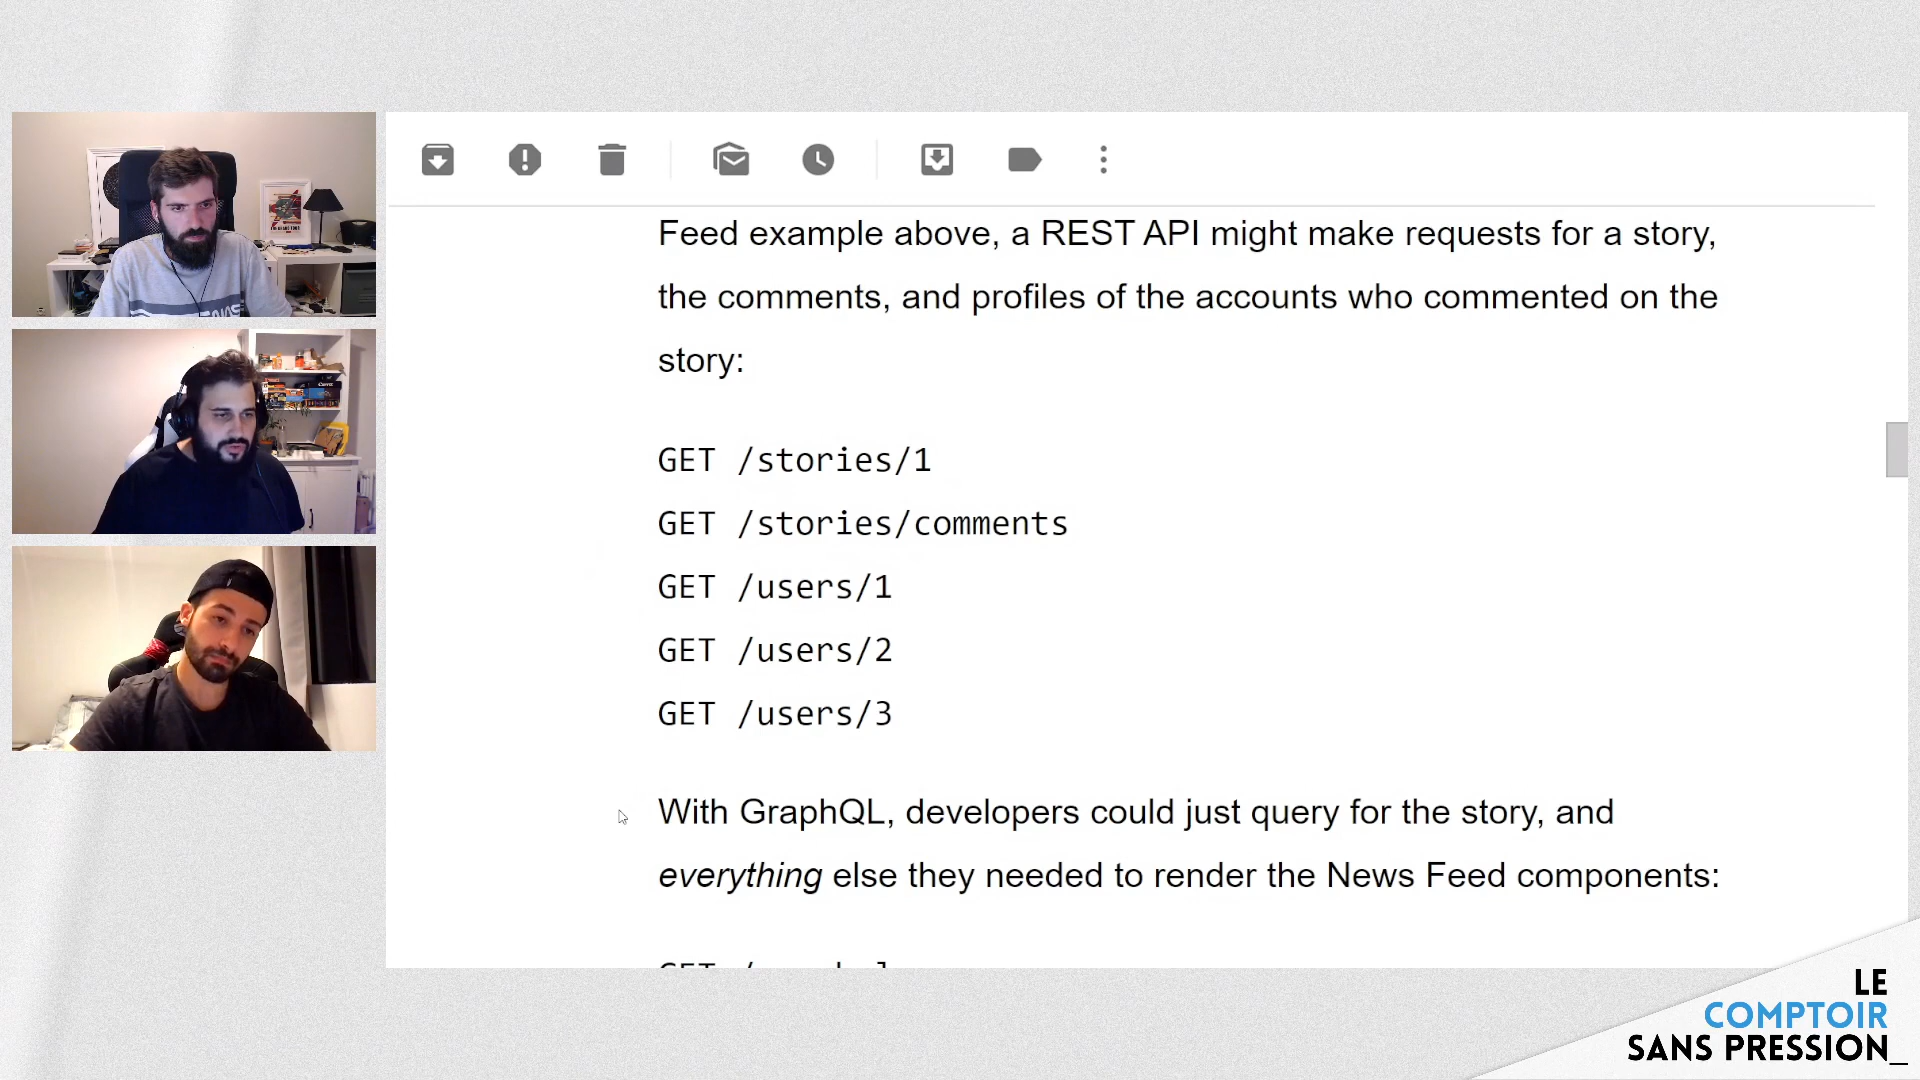 Feed example above, a REST API might make requests for a story,
the comments, and profiles of the accounts who commented on the
story:
GET /stories/1
GET /stories/comments
GET /users/1
GET /users/2
GET /users/3
With GraphQL, developers could just query for the story, and
everything else they needed to render the News Feed components:
LE
COMPTOIR
SANS PRESSION_